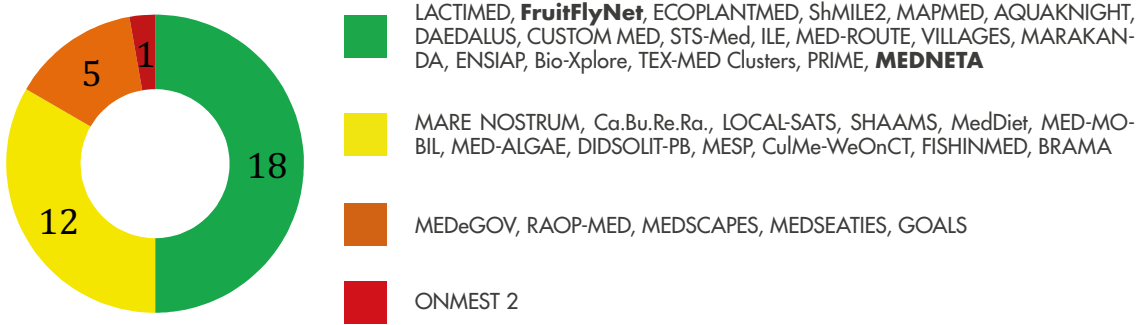 1
5
18
12
LACTIMED, FruitFlyNet, ECOPLANTMED, ShMILE2, MAPMED, AQUAKNIGHT,
DAEDALUS, CUSTOM MED, STS-Med, ILE, MED-ROUTE, VILLAGES, MARAKAN-
DA, ENSIAP, Bio-Xplore, TEX-MED Clusters, PRIME, MEDNETA
MARE NOSTRUM, Ca.Bu.Re.Ra., LOCAL-SATS, SHAAMS, MedDiet, MED-MO-
BIL, MED-ALGAE, DIDSOLIT-PB, MESP, CulMe-WeOnCT, FISHINMED, BRAMA
MEDeGOV, RAOP-MED, MEDSCAPES, MEDSEATIES, GOALS
ONMEST 2